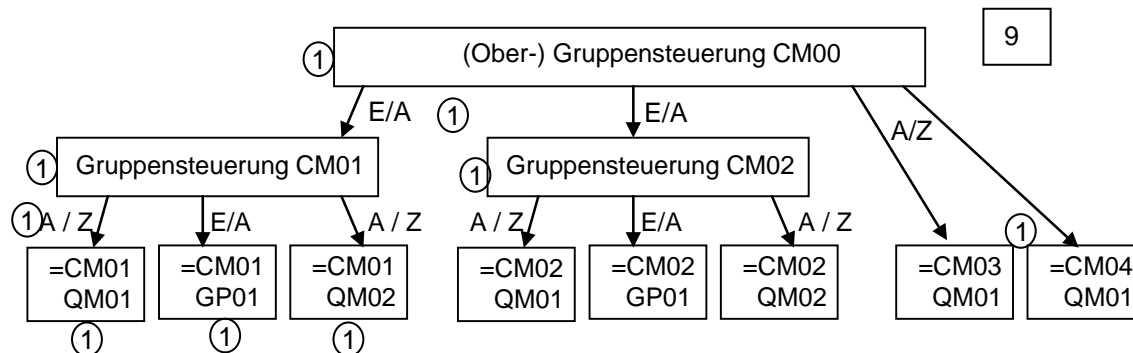 9
① (Ober-) Gruppensteuerung CM00
E/A ① E/A A/Z
① Gruppensteuerung CM01 ① Gruppensteuerung CM02
①A / Z E/A A / Z A / Z E/A A / Z ①
=CM01 =CM01 =CM01 =CM02 =CM02 =CM02 =CM03 =CM04
QM01 GP01 QM02 QM01 GP01 QM02 QM01 QM01
① ① ①